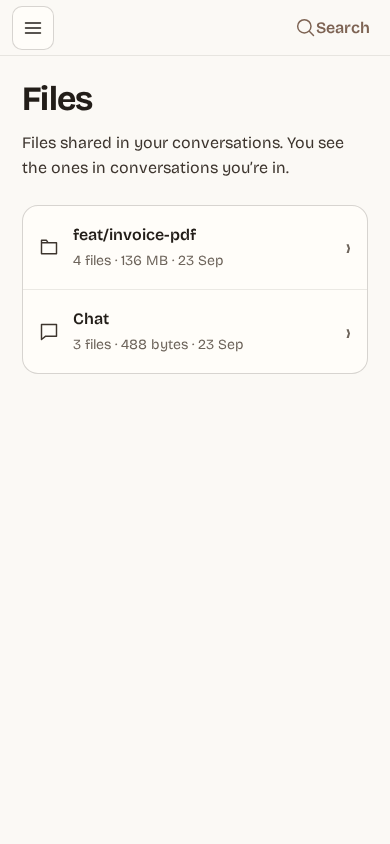 Search
Files
Files shared in your conversations. You see
the ones in conversations you're in.
feat/invoice-pdf
4 files · 136 MB · 23 Sep
Chat
3 files · 488 bytes · 23 Sep